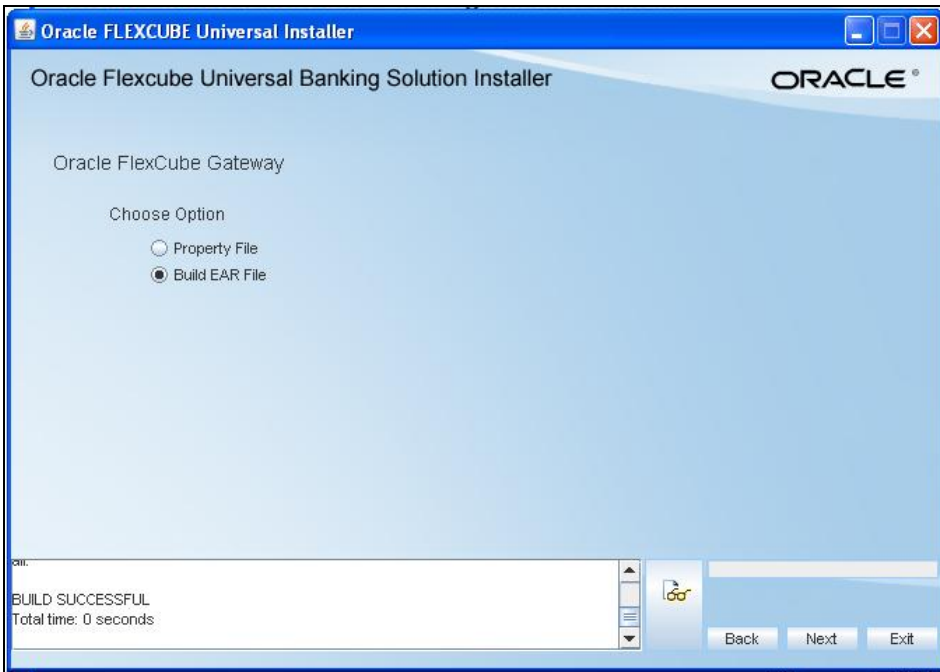 Oracle FLEXCUBE Universal Installer
Oracle Flexcube Universal Banking Solution Installer
ORACLE®
Oracle FlexCube Gateway
Choose Option
Property File
Build EAR File
BUILD SUCCESSFUL
Total time: 0 seconds
Back Next Exit